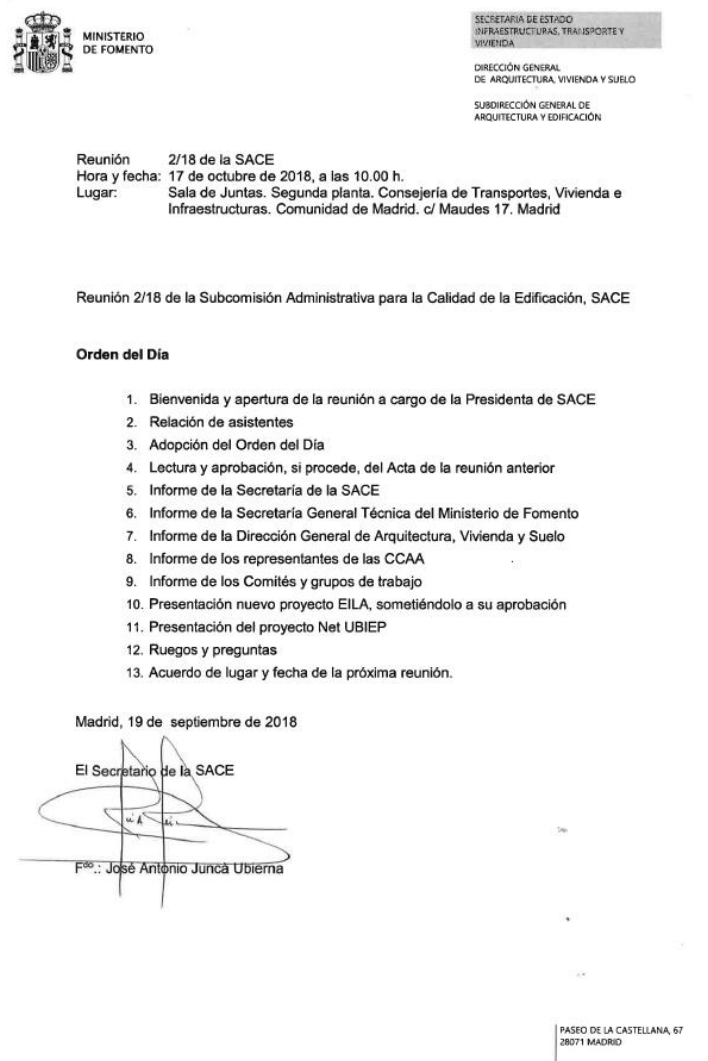 MINISTERIO
DE FOMENTO
SECRETARIA DE ESTADO
INFRAESTRUCTURAS, TRANSPORTE Y
VIVIENDA
DIRECCIÓN GENERAL
DE ARQUITECTURA, VIVIENDA Y SUELO
SUBDIRECCIÓN GENERAL DE
ARQUITECTURA Y EDIFICACIÓN
Reunión 2/18 de la SACE
Hora y fecha: 17 de octubre de 2018, a las 10.00 h.
Lugar: Sala de Juntas. Segunda planta. Consejería de Transportes, Vivienda e
Infraestructuras. Comunidad de Madrid. c/ Maudes 17. Madrid
Reunión 2/18 de la Subcomisión Administrativa para la Calidad de la Edificación, SACE
Orden del Día
1. Bienvenida y apertura de la reunión a cargo de la Presidenta de SACE
2. Relación de asistentes
3. Adopción del Orden del Día
4. Lectura y aprobación, si procede, del Acta de la reunión anterior
5. Informe de la Secretaría de la SACE
6. Informe de la Secretaría General Técnica del Ministerio de Fomento
7. Informe de la Dirección General de Arquitectura, Vivienda y Suelo
8. Informe de los representantes de las CCAA
9. Informe de los Comités y grupos de trabajo
10. Presentación nuevo proyecto EILA, sometiéndolo a su aprobación
11. Presentación del proyecto Net UBIEP
12. Ruegos y preguntas
13. Acuerdo de lugar y fecha de la próxima reunión.
Madrid, 19 de septiembre de 2018
El Secretario de la SACE
Fdo.: José Antonio Juncà Ubierna
PASEO DE LA CASTELLANA, 67
28071 MADRID